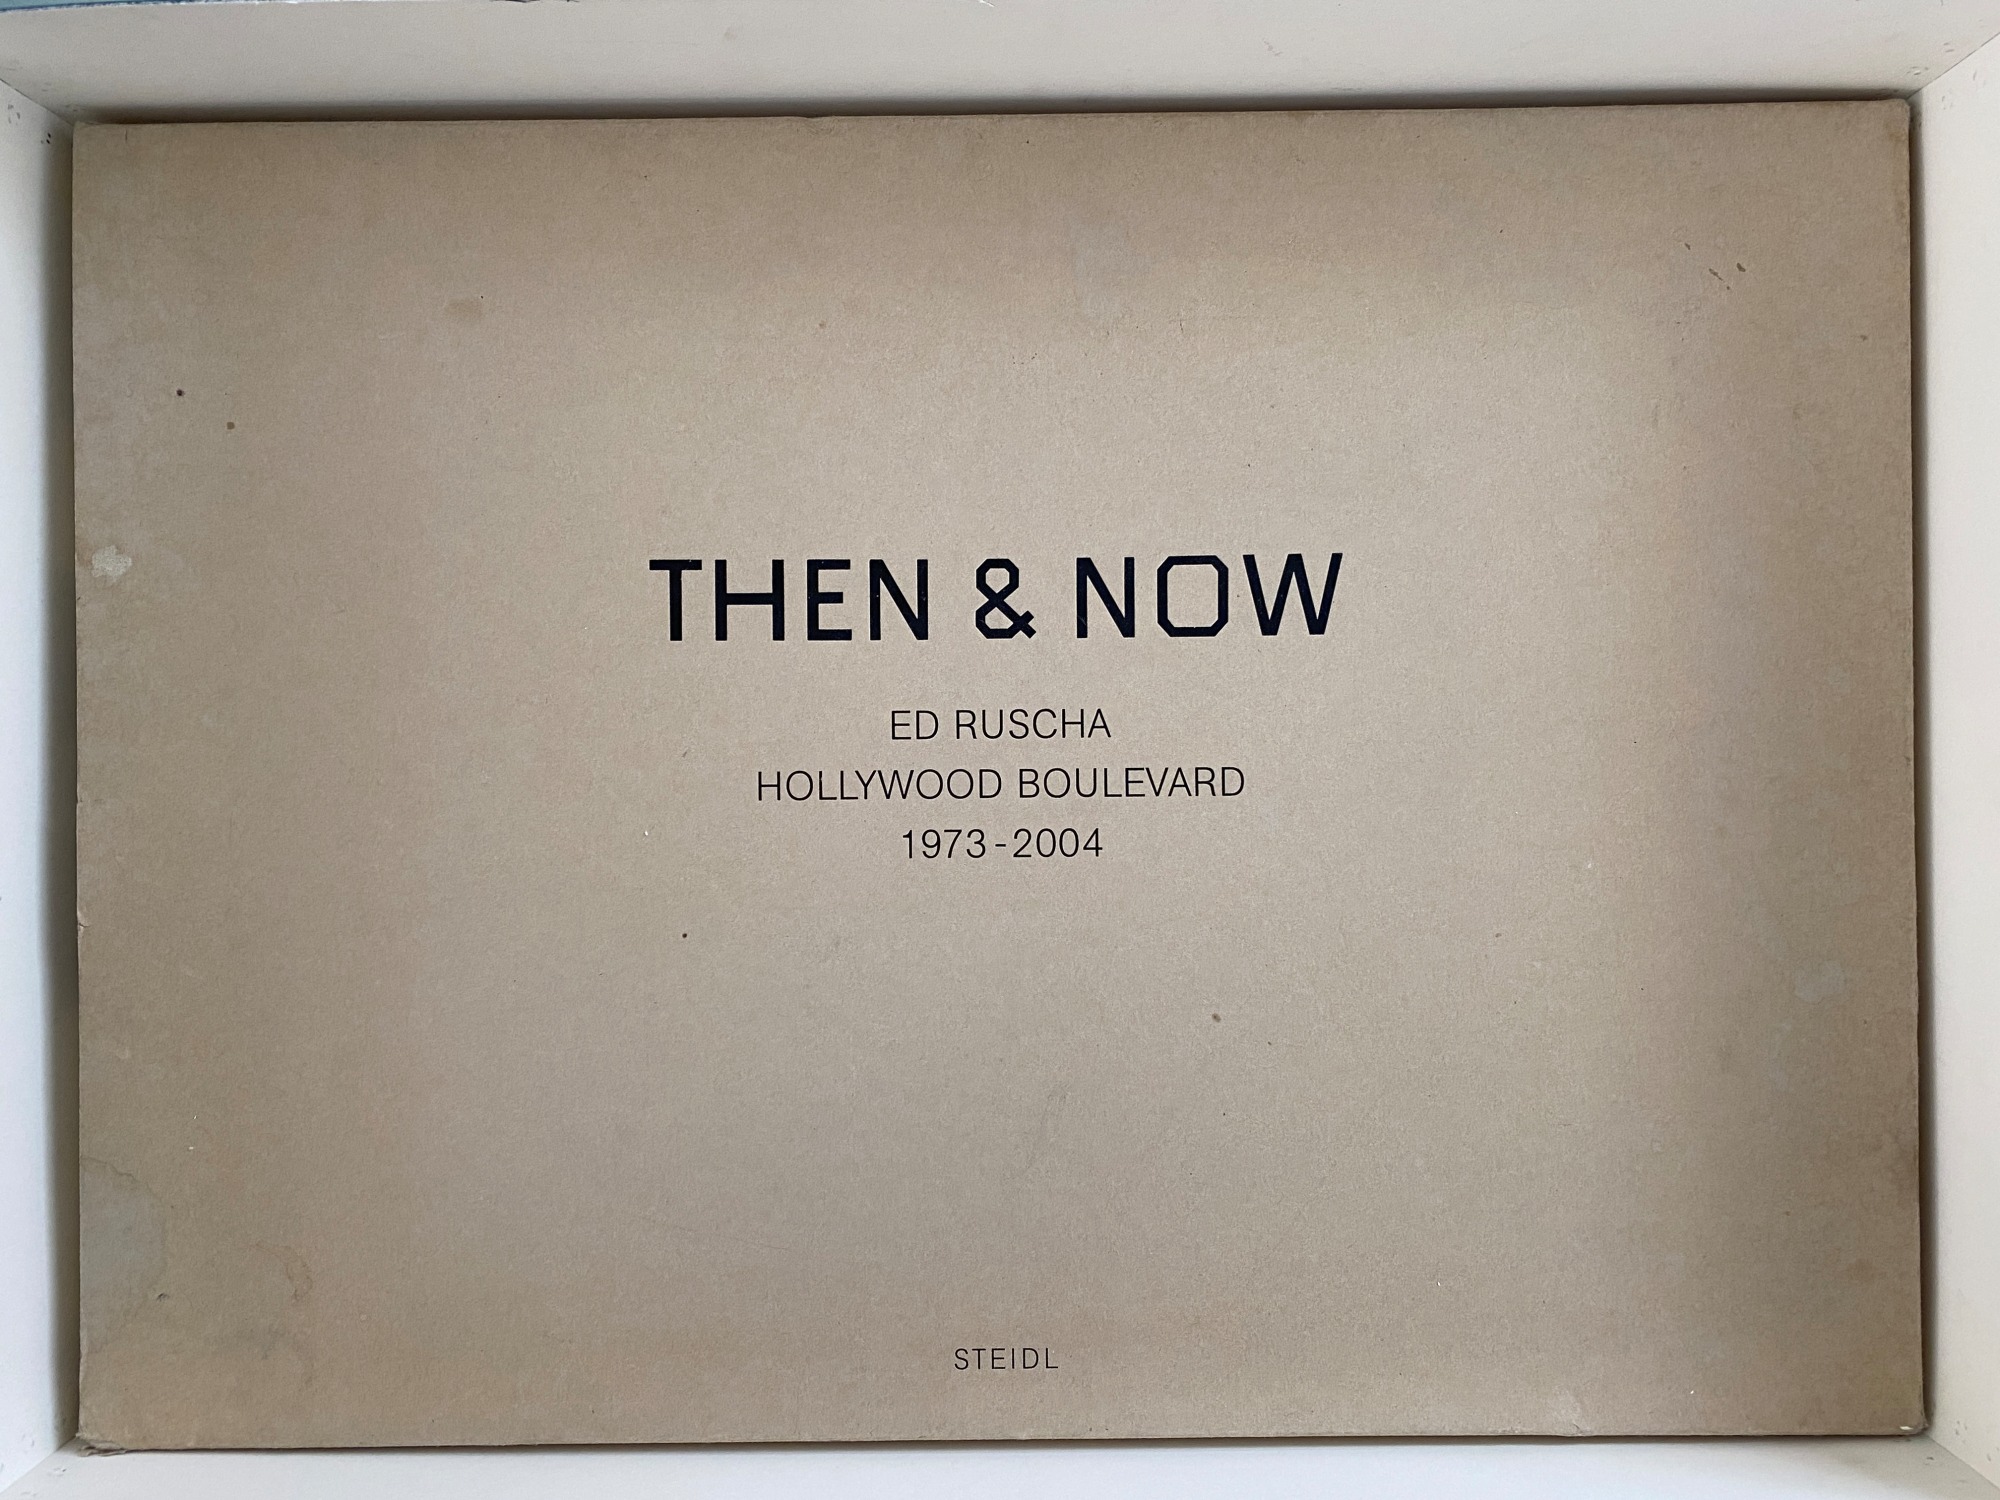 THEN & NOW
ED RUSCHA
HOLLYWOOD BOULEVARD
1973-2004
STEIDL